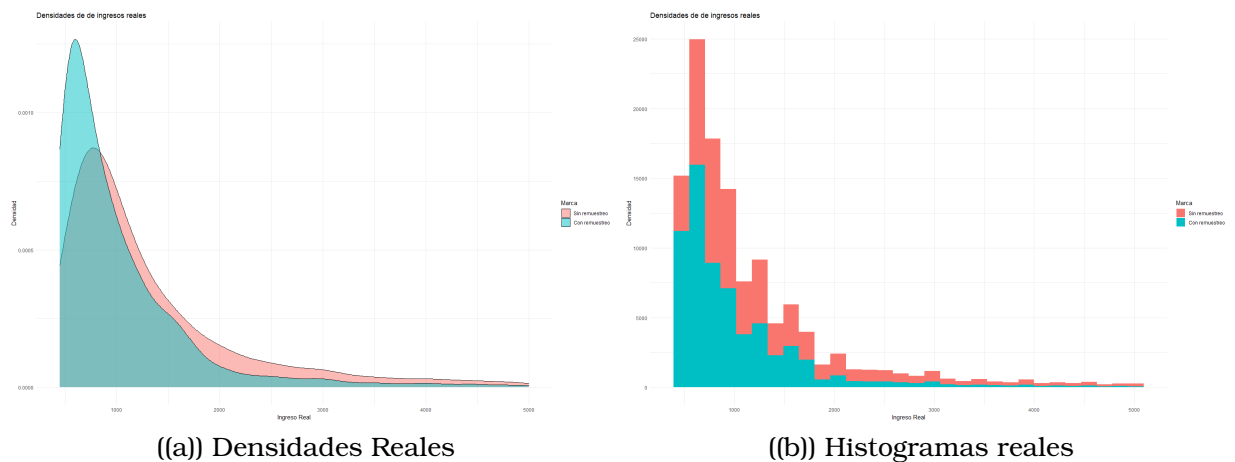 Densidades de de ingresos reales
0.0010
0.0005
0.0000
Densidad
1000 2000 3000 4000 5000
Ingreso Real
Marca
Sin remuestreo
Con remuestreo
((a)) Densidades Reales
Densidades de de ingresos reales
25000
20000
15000
10000
5000
0
Densidad
1000 2000 3000 4000 5000
Ingreso Real
Marca
Sin remuestreo
Con remuestreo
((b)) Histogramas reales